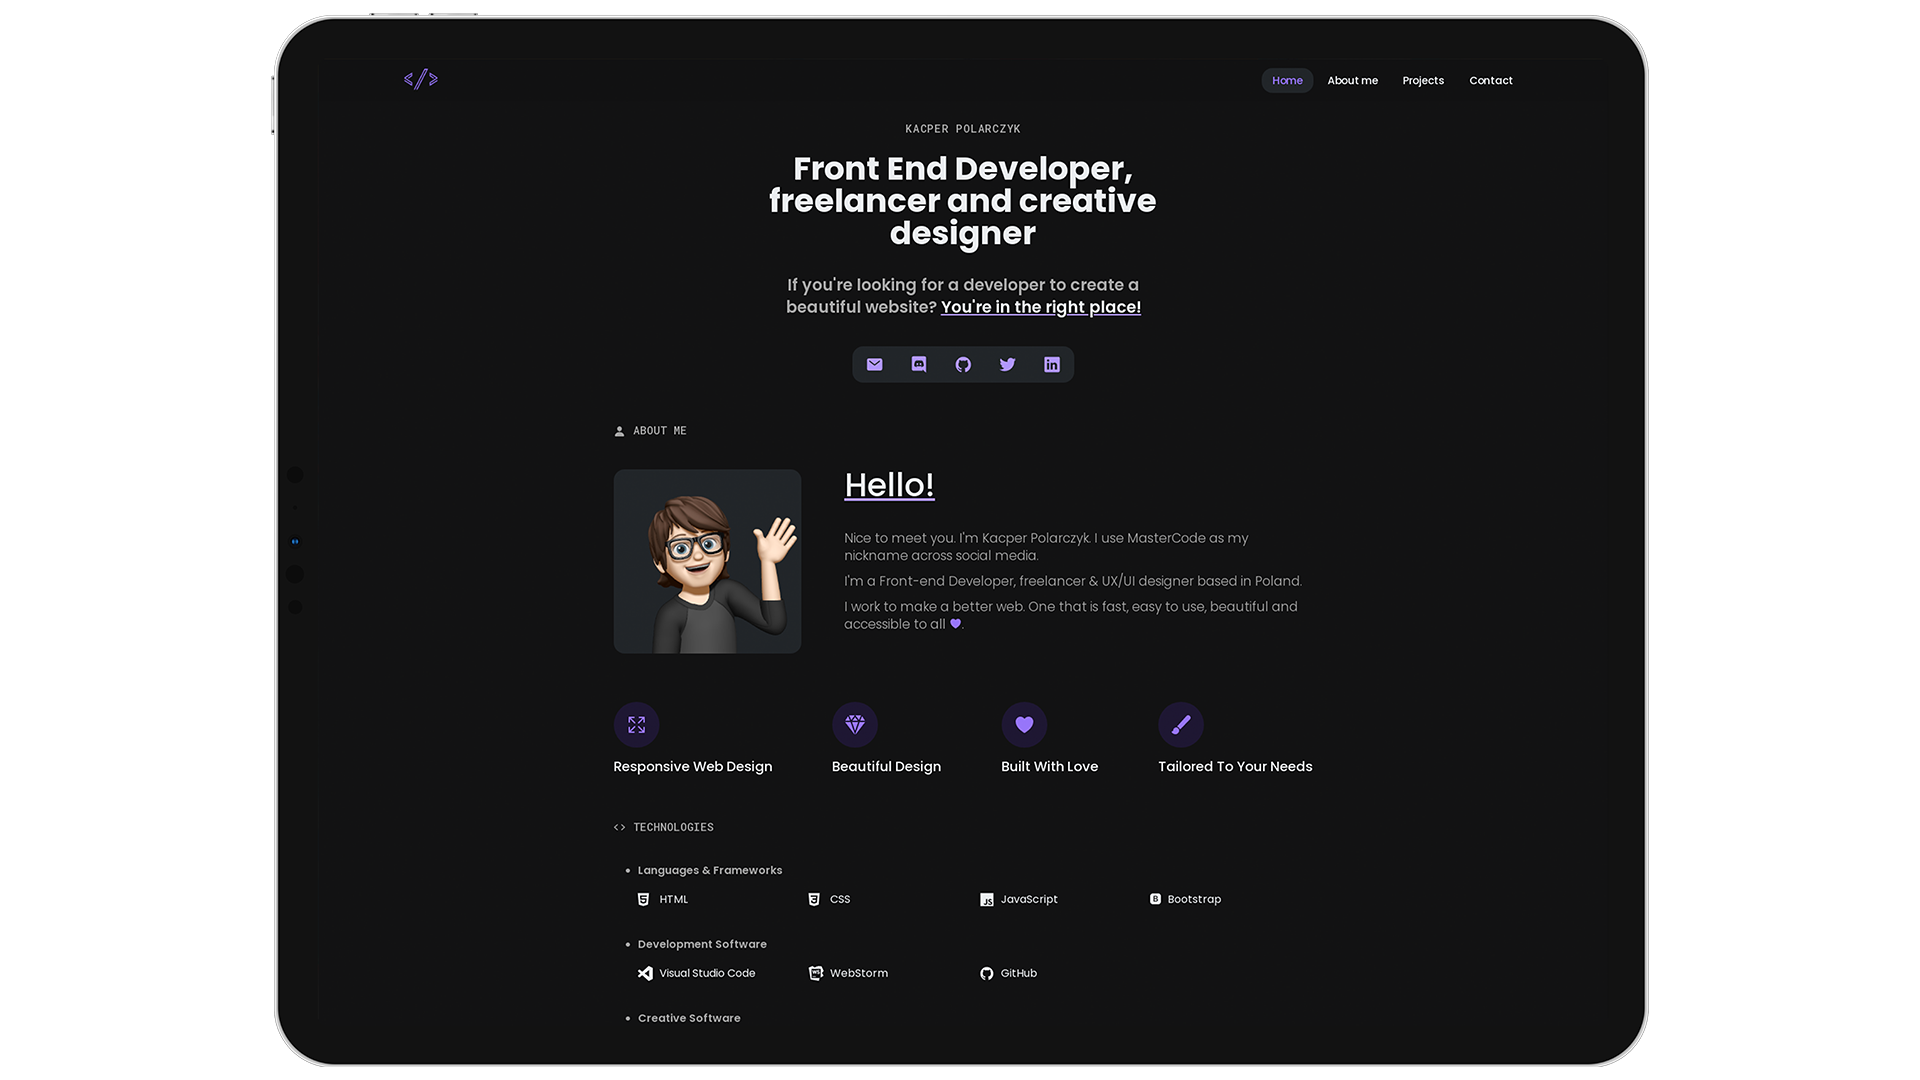 </>
Home About me Projects Contact
KACPER POLARCZYK
Front End Developer,
freelancer and creative
designer
If you're looking for a developer to create a
beautiful website? You're in the right place!
ABOUT ME
Hello!
Nice to meet you. I'm Kacper Polarczyk. I use MasterCode as my
nickname across social media.
I'm a Front-end Developer, freelancer & UX/UI designer based in Poland.
I work to make a better web. One that is fast, easy to use, beautiful and
accessible to all 💜.
Responsive Web Design Beautiful Design Built With Love Tailored To Your Needs
<> TECHNOLOGIES
• Languages & Frameworks
HTML CSS JavaScript Bootstrap
• Development Software
Visual Studio Code WebStorm GitHub
• Creative Software